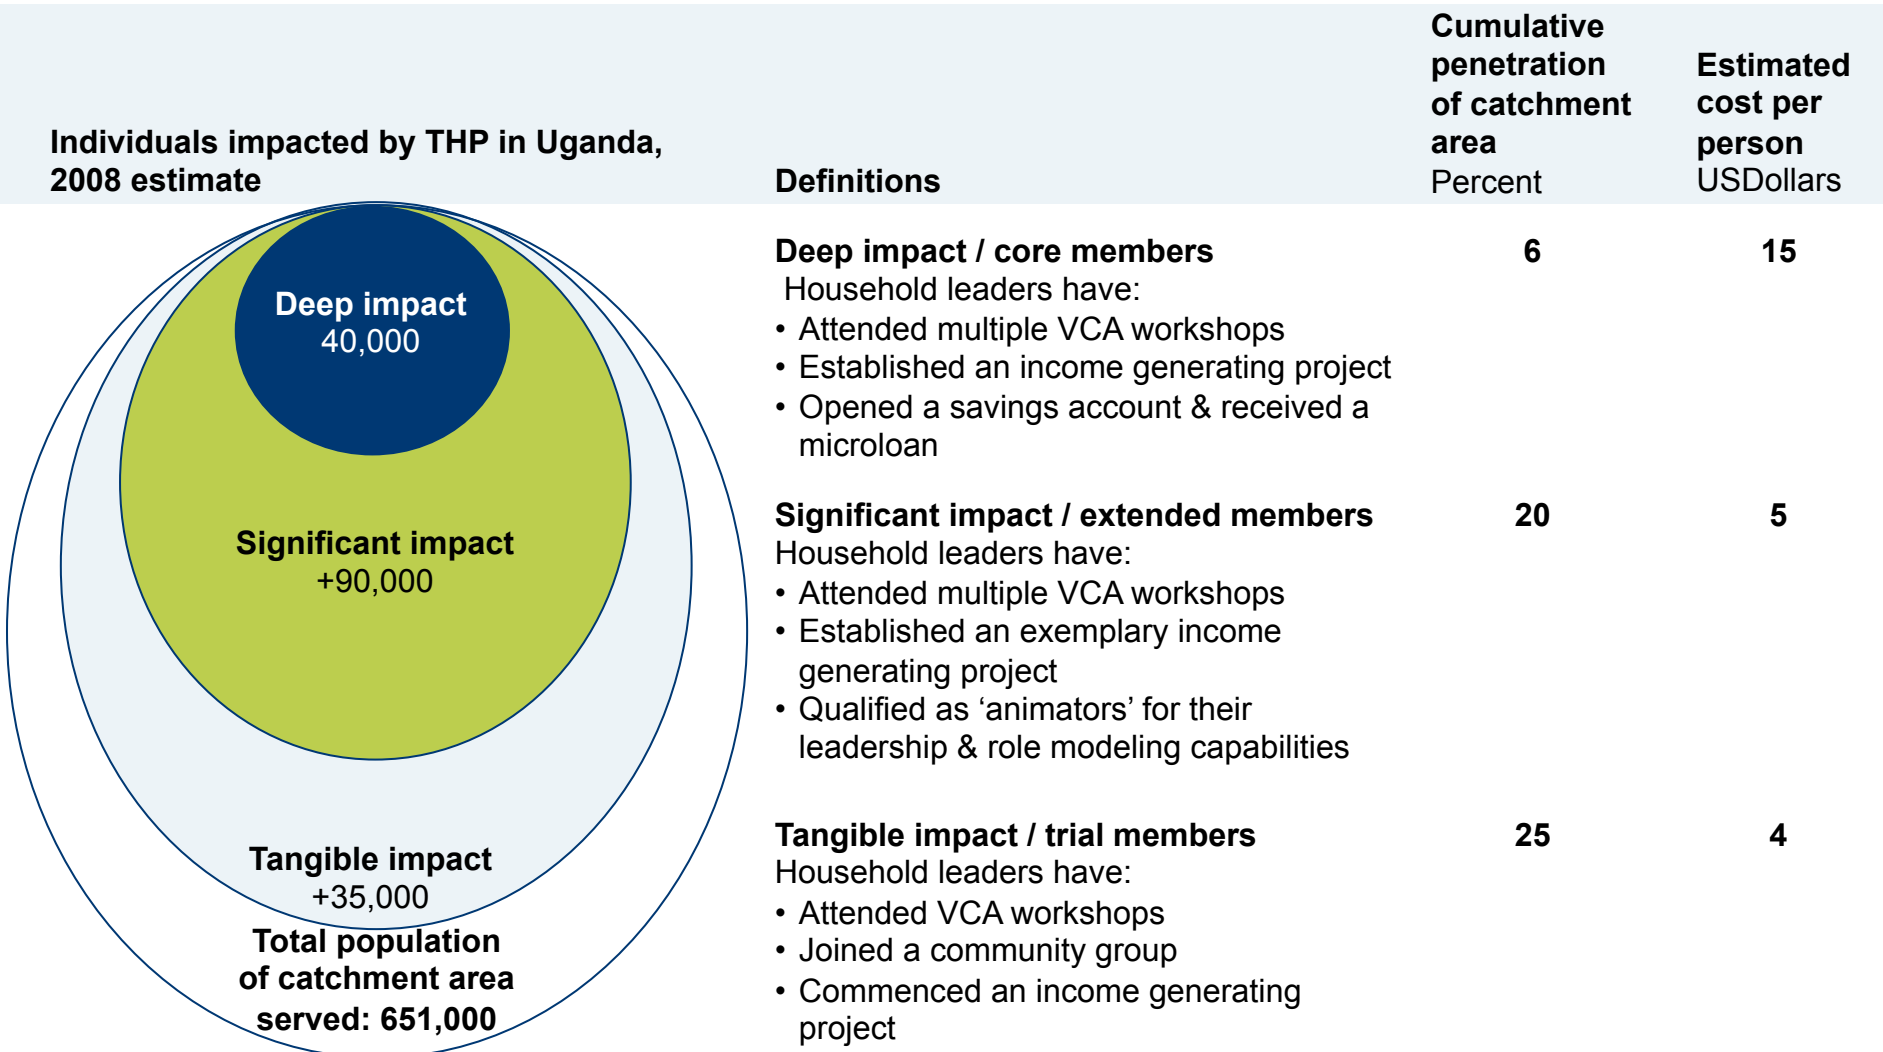 Individuals impacted by THP in Uganda,
2008 estimate
Definitions
Cumulative
penetration
of catchment
area
Percent
Estimated
cost per
person
USDollars
Deep impact
40,000
Significant impact
+90,000
Tangible impact
+35,000
Total population
of catchment area
served: 651,000
Deep impact / core members
Household leaders have:
• Attended multiple VCA workshops
• Established an income generating project
• Opened a savings account & received a
microloan
6
15
Significant impact / extended members
Household leaders have:
• Attended multiple VCA workshops
• Established an exemplary income
generating project
• Qualified as ‘animators’ for their
leadership & role modeling capabilities
20
5
Tangible impact / trial members
Household leaders have:
• Attended VCA workshops
• Joined a community group
• Commenced an income generating
project
25
4